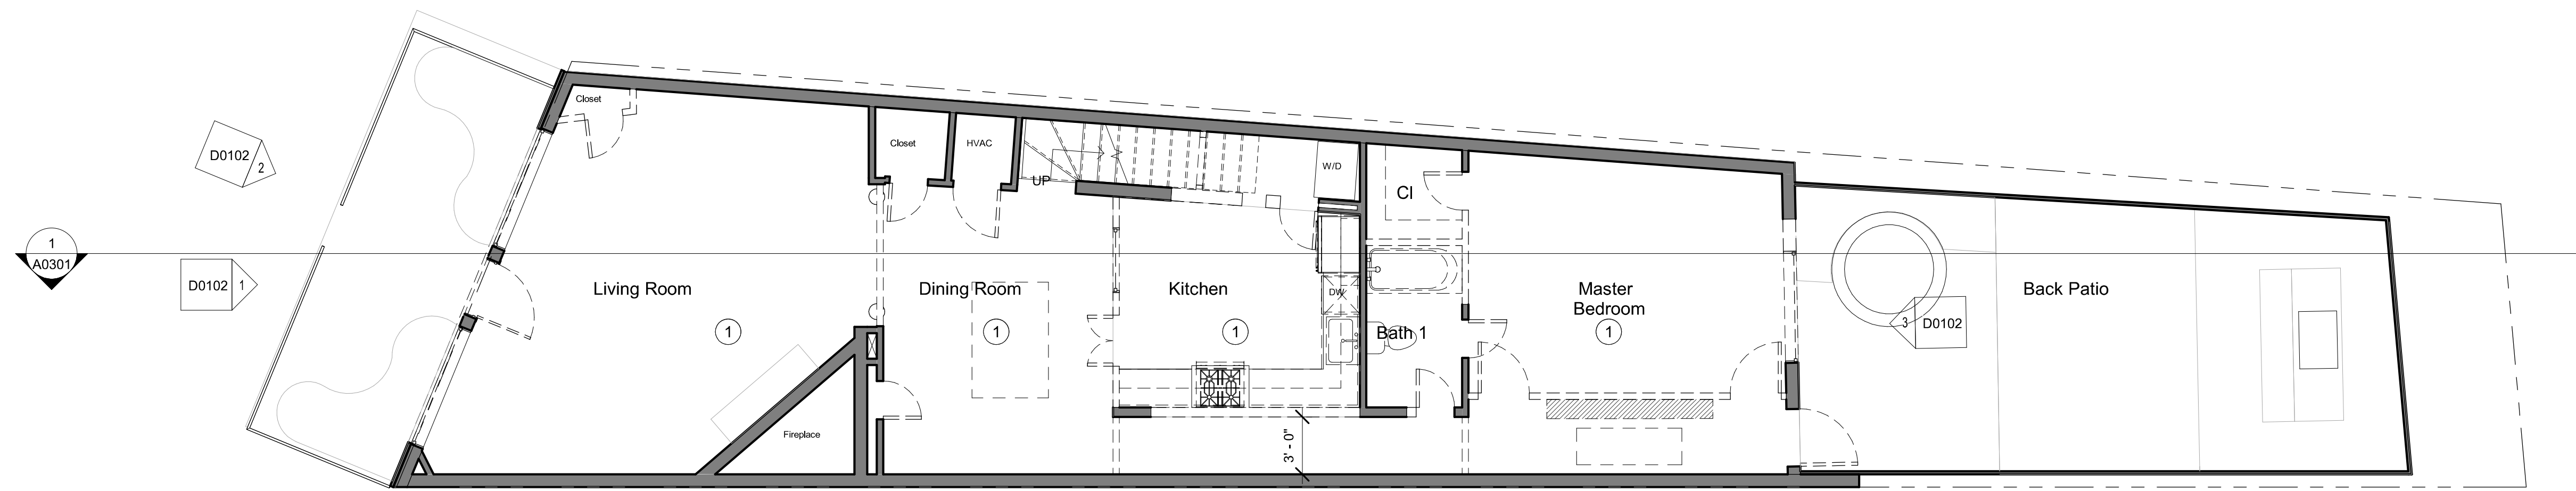 Closet
Closet
HVAC
UP
W/D
Cl
D0102
2
1
A0301
D0102
1
Living Room
Dining Room
Kitchen
DW
Master
Bedroom
Back Patio
1
1
1
Bath 1
1
3
D0102
Fireplace
3' - 0"